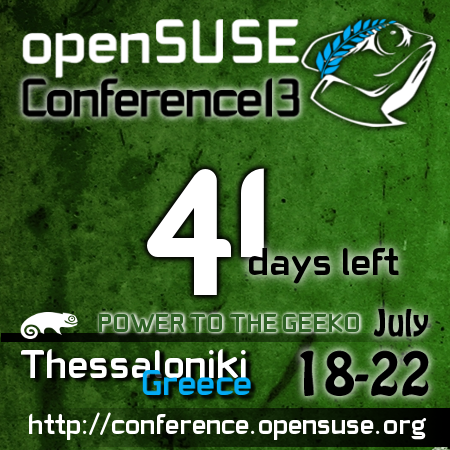 openSUSE
Conference13
41
days left
POWER TO THE GEEKO July
Thessaloniki
Greece
18-22
http://conference.opensuse.org